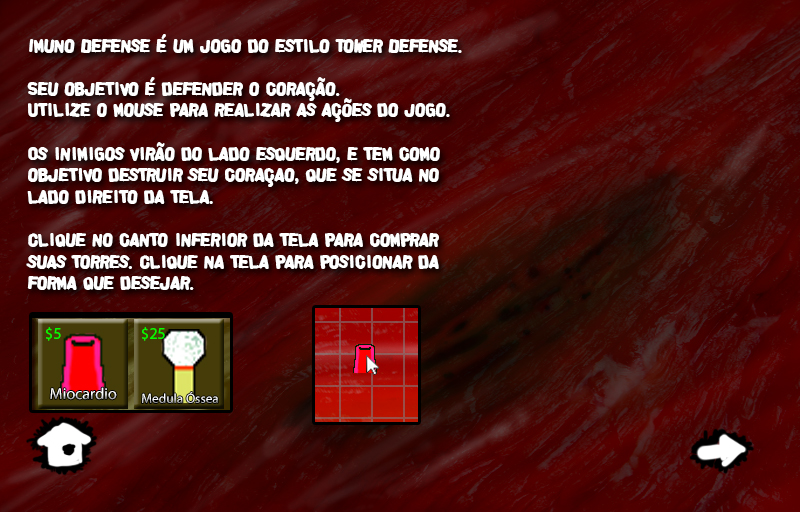 IMUNO DEFENSE É UM JOGO DO ESTILO TOWER DEFENSE.
SEU OBJETIVO É DEFENDER O CORAÇÃO.
UTILIZE O MOUSE PARA REALIZAR AS AÇÕES DO JOGO.
OS INIMIGOS VIRÃO DO LADO ESQUERDO, E TEM COMO
OBJETIVO DESTRUIR SEU CORAÇAO, QUE SE SITUA NO
LADO DIREITO DA TELA.
CLIQUE NO CANTO INFERIOR DA TELA PARA COMPRAR
SUAS TORRES. CLIQUE NA TELA PARA POSICIONAR DA
FORMA QUE DESEJAR.
$5 $25
Miocardio Medula Óssea